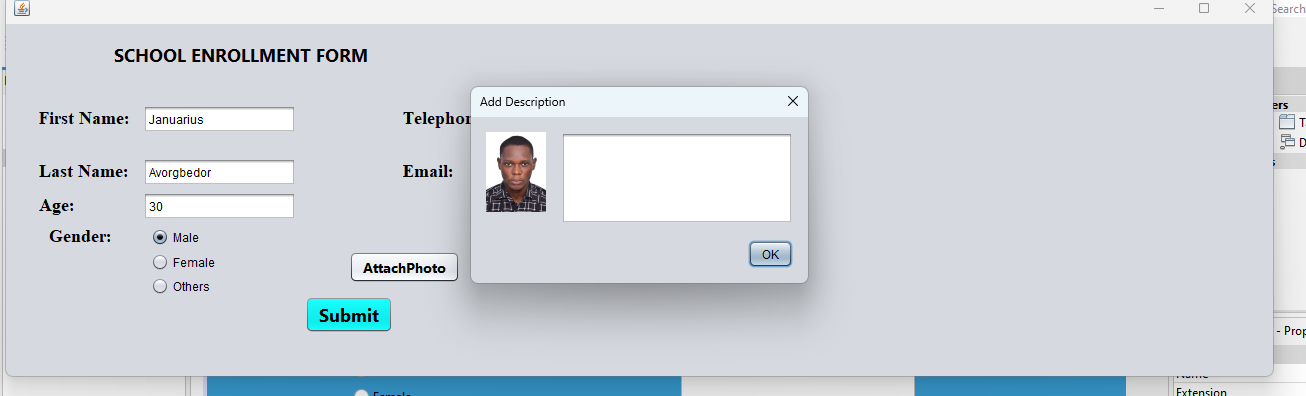 Search
SCHOOL ENROLLMENT FORM
Add Description
First Name:
Januarius
Telephon
ers
Last Name:
Avorgbedor
Email:
Age:
30
Gender:
Male
OK
Female
AttachPhoto
Others
Submit
- Prop
Name
Female
Extension